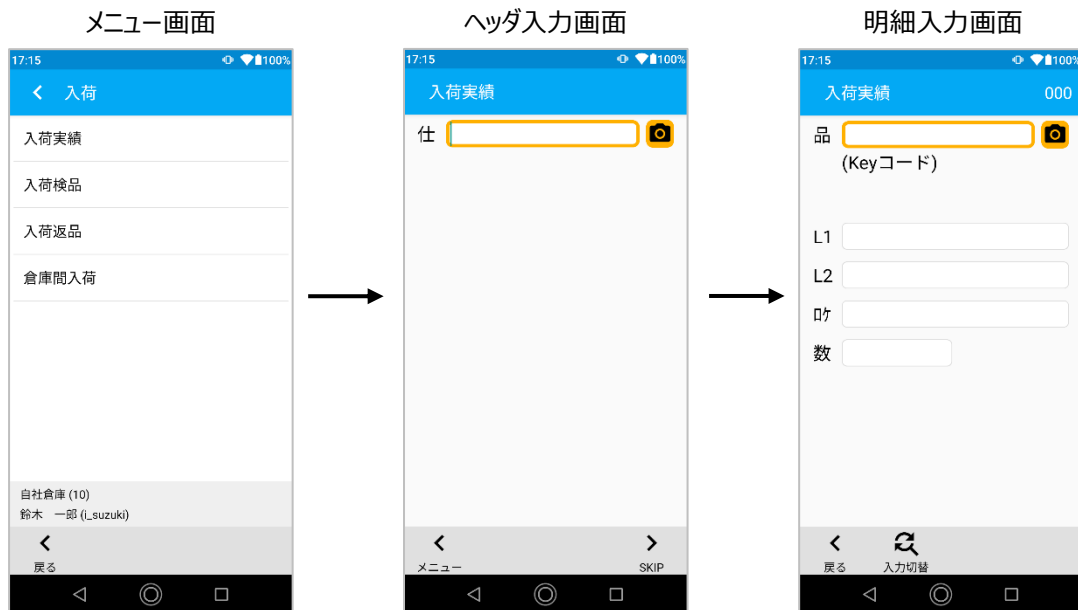 メニュー画面
17:15
100%
入荷
入荷実績
入荷検品
入荷返品
倉庫間入荷
自社倉庫 (10)
鈴木　一郎 (i_suzuki)
戻る
ヘッダ入力画面
17:15
100%
入荷実績
仕
メニュー
SKIP
明細入力画面
17:15
100%
入荷実績 000
品
(Keyコード)
L1
L2
ﾛｹ
数
戻る 入力切替